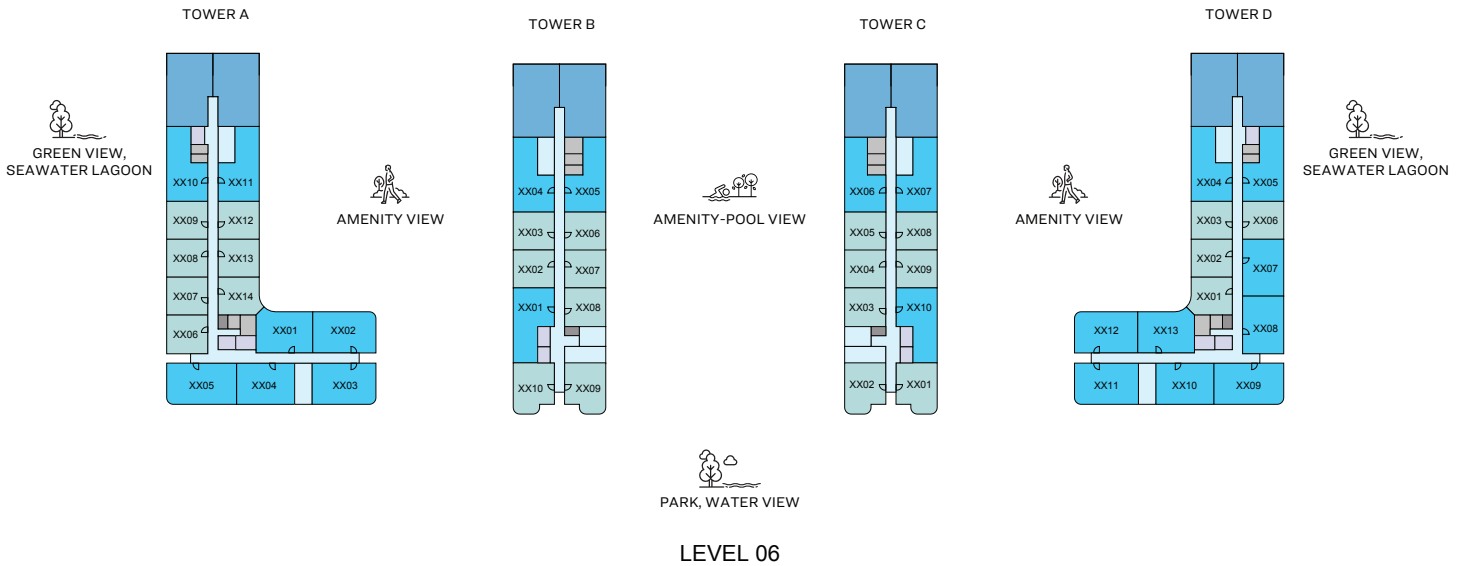 TOWER A
TOWER B
TOWER C
TOWER D
GREEN VIEW,
SEAWATER LAGOON
XX10
XX11
XX09
XX12
XX08
XX13
XX07
XX14
XX06
XX01
XX02
XX05
XX04
XX03
AMENITY VIEW
XX04
XX05
XX03
XX06
XX02
XX07
XX01
XX08
XX10
XX09
AMENITY-POOL VIEW
XX06
XX07
XX05
XX08
XX04
XX09
XX03
XX10
XX02
XX01
AMENITY VIEW
XX04
XX05
XX03
XX06
XX02
XX07
XX01
XX08
XX12
XX13
XX11
XX10
XX09
GREEN VIEW,
SEAWATER LAGOON
PARK, WATER VIEW
LEVEL 06